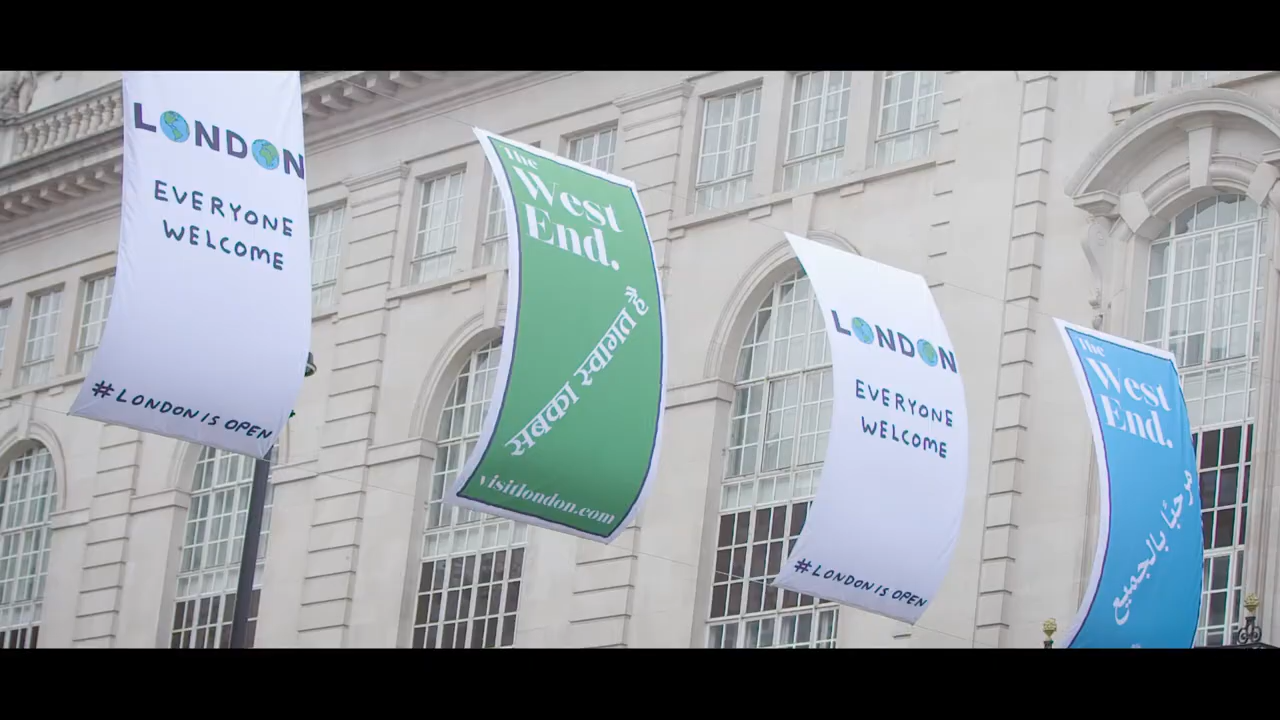 LONDON
EVERYONE
WELCOME
#LONDON IS OPEN
The
West
End.
सबका स्वागत है
visitlondon.com
LONDON
EVERYONE
WELCOME
#LONDON IS OPEN
The
West
End.
مرحبًا بالجميع